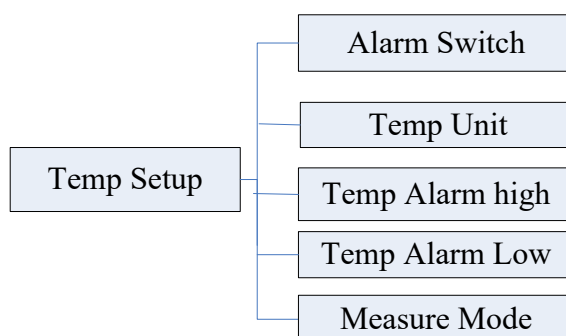 Alarm Switch
Temp Unit
Temp Setup
Temp Alarm high
Temp Alarm Low
Measure Mode